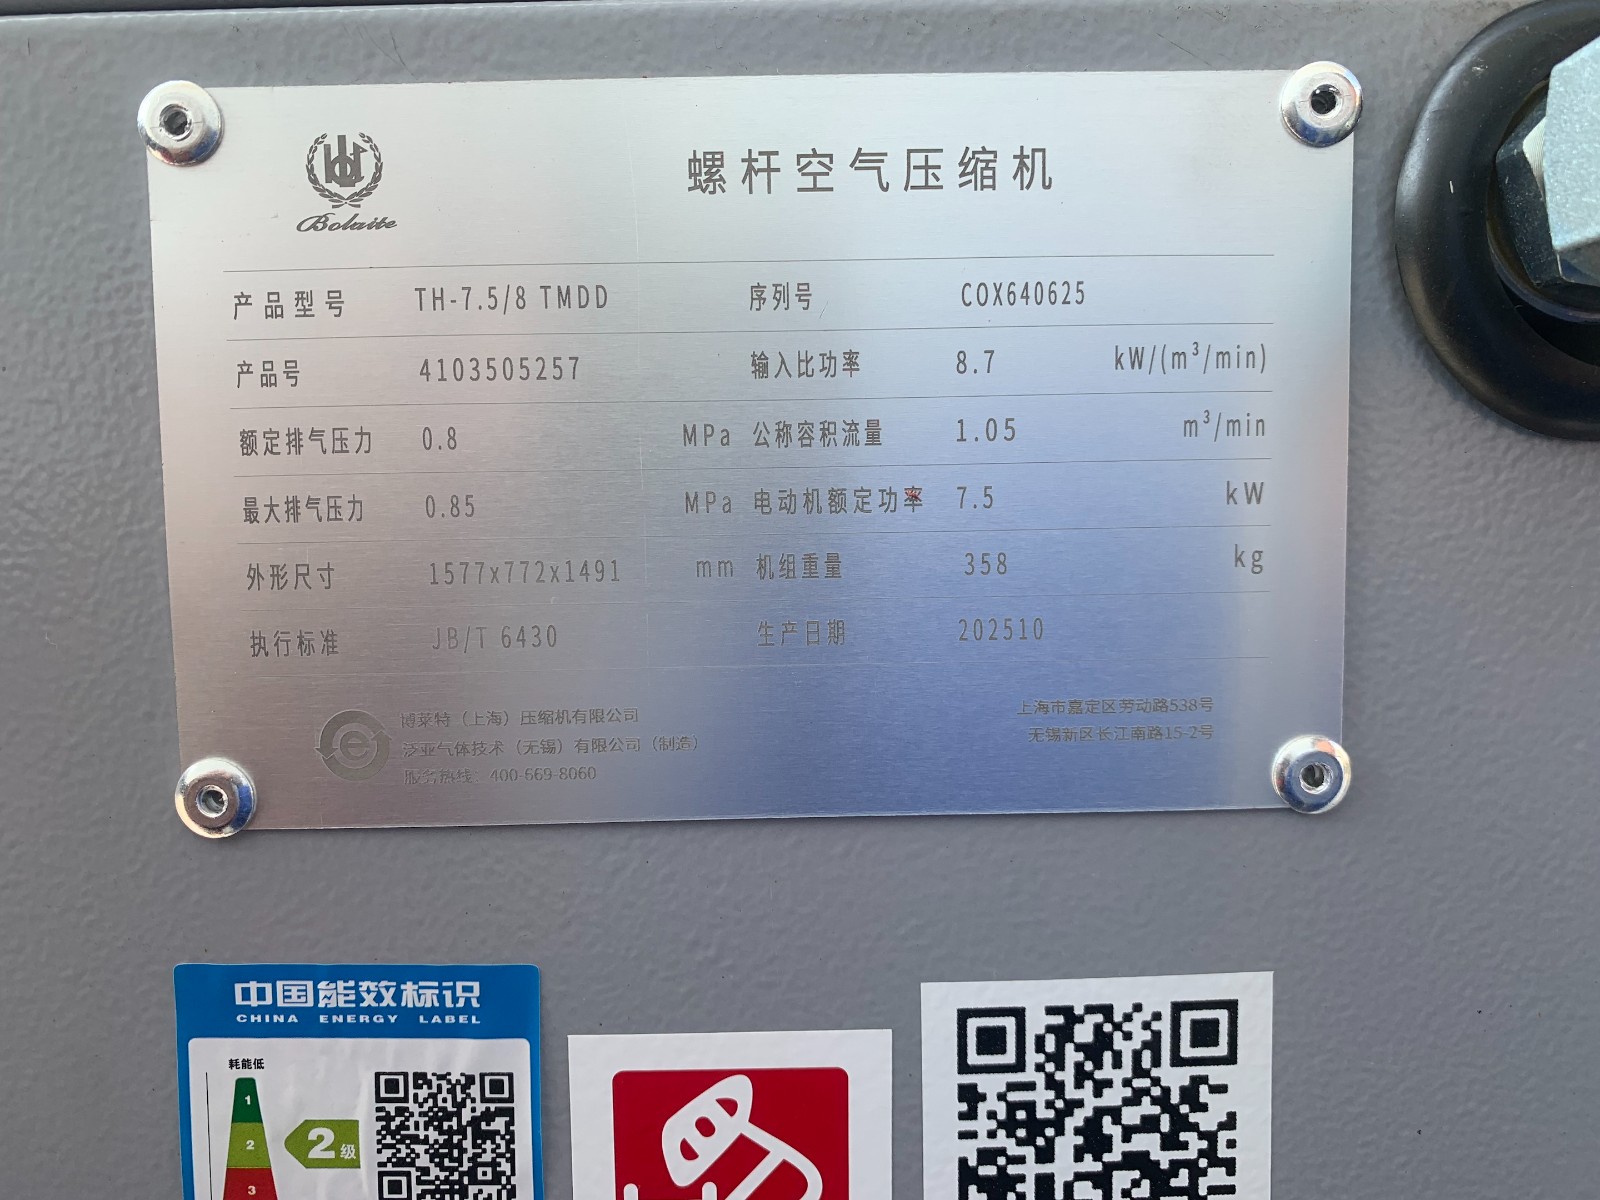 Bolaite
螺杆空气压缩机
产品型号 TH-7.5/8 TMDD 序列号 COX640625
产品号 4103505257 输入比功率 8.7 kW/(m³/min)
额定排气压力 0.8 MPa 公称容积流量 1.05 m³/min
最大排气压力 0.85 MPa 电动机额定功率 7.5 kW
外形尺寸 1577x772x1491 mm 机组重量 358 kg
执行标准 JB/T 6430 生产日期 202510
博莱特（上海）压缩机有限公司 上海市嘉定区劳动路538号
泛亚气体技术（无锡）有限公司（制造） 无锡新区长江南路15-2号
服务热线：400-669-8060
中国能效标识
CHINA ENERGY LABEL
耗能低
1
2
2级
3